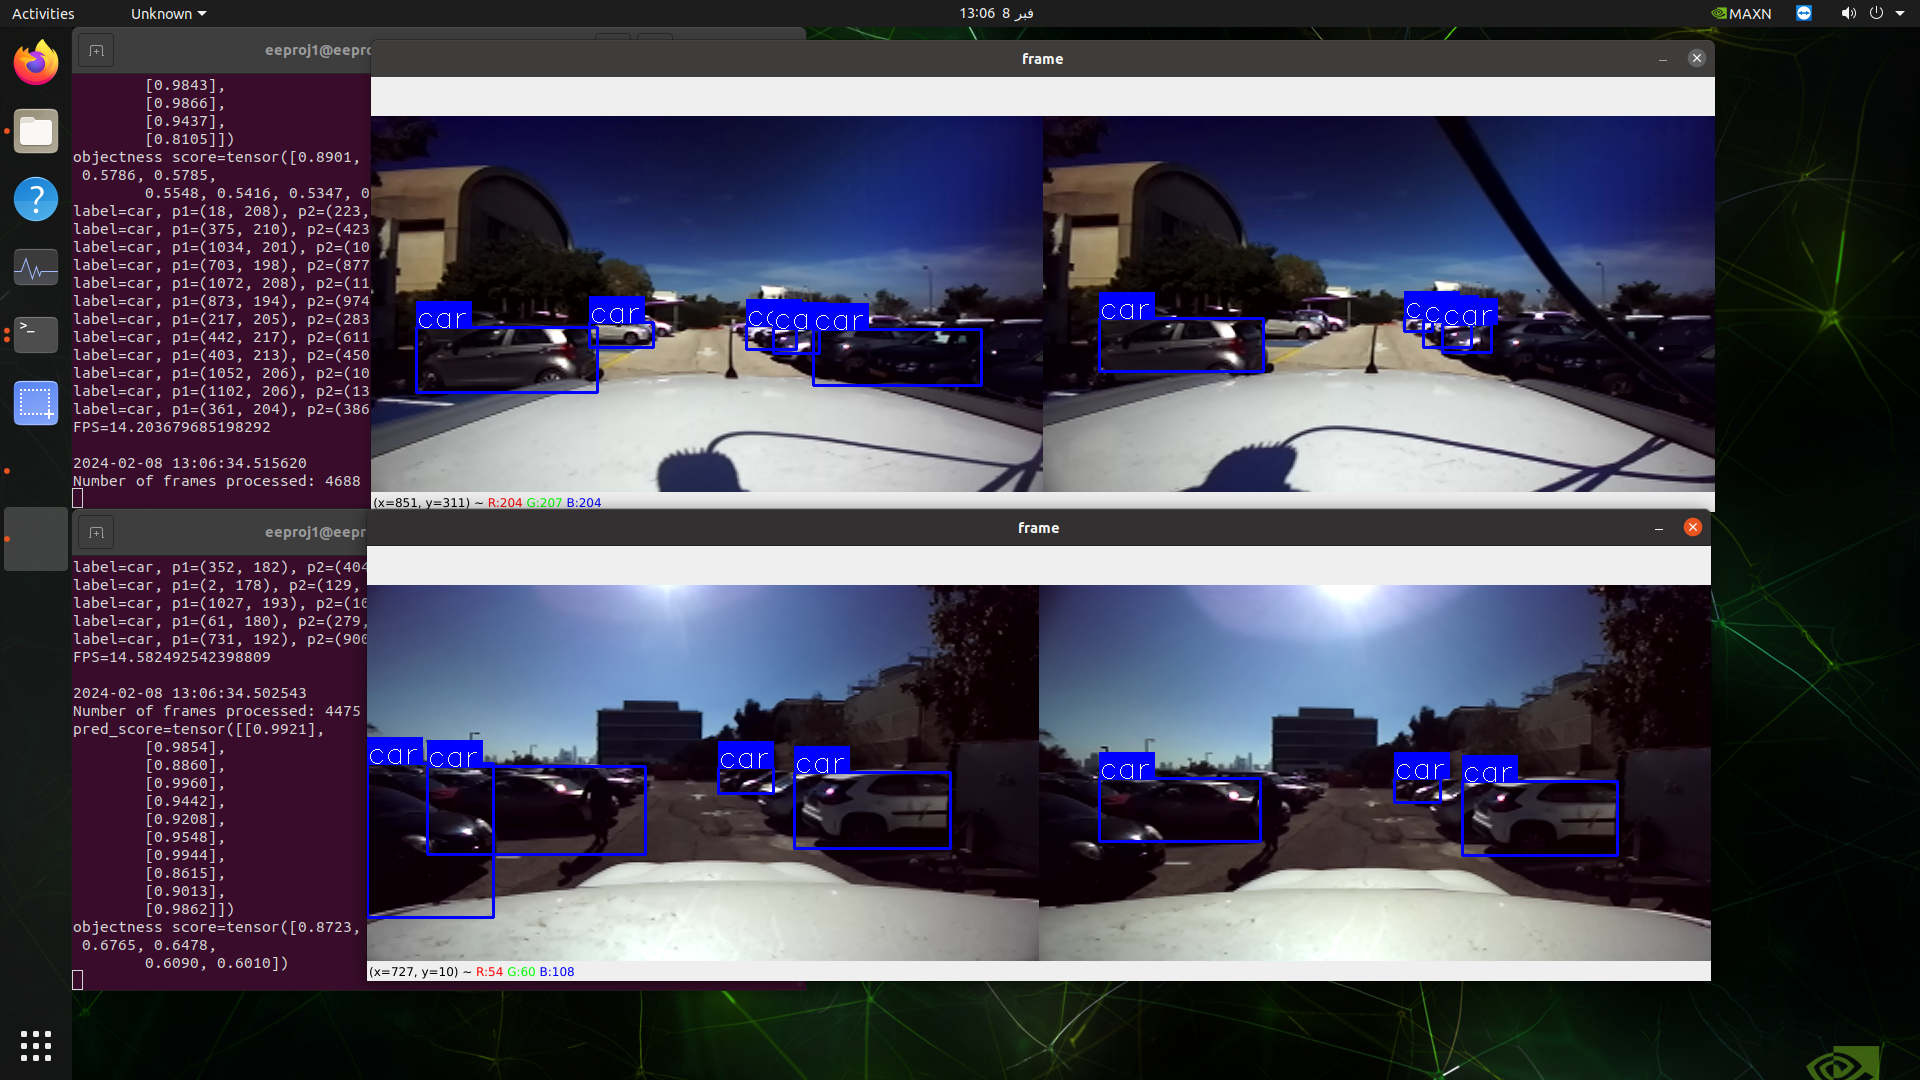 Activities
Unknown
13:06 8 فبر
MAXN
eeproj1@eepro
[0.9843],
[0.9866],
[0.9437],
[0.8105]])
objectness score=tensor([0.8901,
0.5786, 0.5785,
0.5548, 0.5416, 0.5347, 0
label=car, p1=(18, 208), p2=(223,
label=car, p1=(375, 210), p2=(423
label=car, p1=(1034, 201), p2=(10
label=car, p1=(703, 198), p2=(877
label=car, p1=(1072, 208), p2=(11
label=car, p1=(873, 194), p2=(974
label=car, p1=(217, 205), p2=(283
label=car, p1=(442, 217), p2=(611
label=car, p1=(403, 213), p2=(450
label=car, p1=(1052, 206), p2=(10
label=car, p1=(1102, 206), p2=(13
label=car, p1=(361, 204), p2=(386
FPS=14.203679685198292
2024-02-08 13:06:34.515620
Number of frames processed: 4688
frame
car
car
ca
car
car
c
c
car
(x=851, y=311) ~ R:204 G:207 B:204
eeproj1@eepr
label=car, p1=(352, 182), p2=(404
label=car, p1=(2, 178), p2=(129,
label=car, p1=(1027, 193), p2=(10
label=car, p1=(61, 180), p2=(279,
label=car, p1=(731, 192), p2=(900
FPS=14.582492542398809
2024-02-08 13:06:34.502543
Number of frames processed: 4475
pred_score=tensor([[0.9921],
[0.9854],
[0.8860],
[0.9960],
[0.9442],
[0.9208],
[0.9548],
[0.9944],
[0.8615],
[0.9013],
[0.9862]])
objectness score=tensor([0.8723,
0.6765, 0.6478,
0.6090, 0.6010])
frame
car
car
car
car
car
car
car
(x=727, y=10) ~ R:54 G:60 B:108